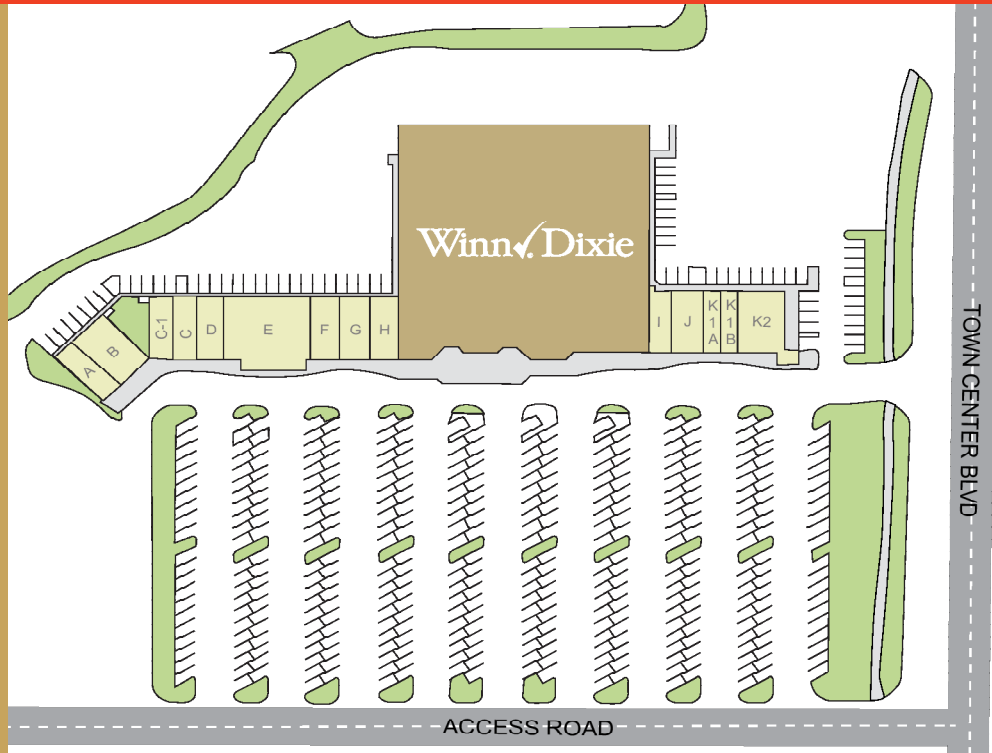 Winn Dixie
A
B
C-1
C
D
E
F
G
H
I
J
K
1
A
K
1
B
K2
TOWN CENTER BLVD
ACCESS ROAD